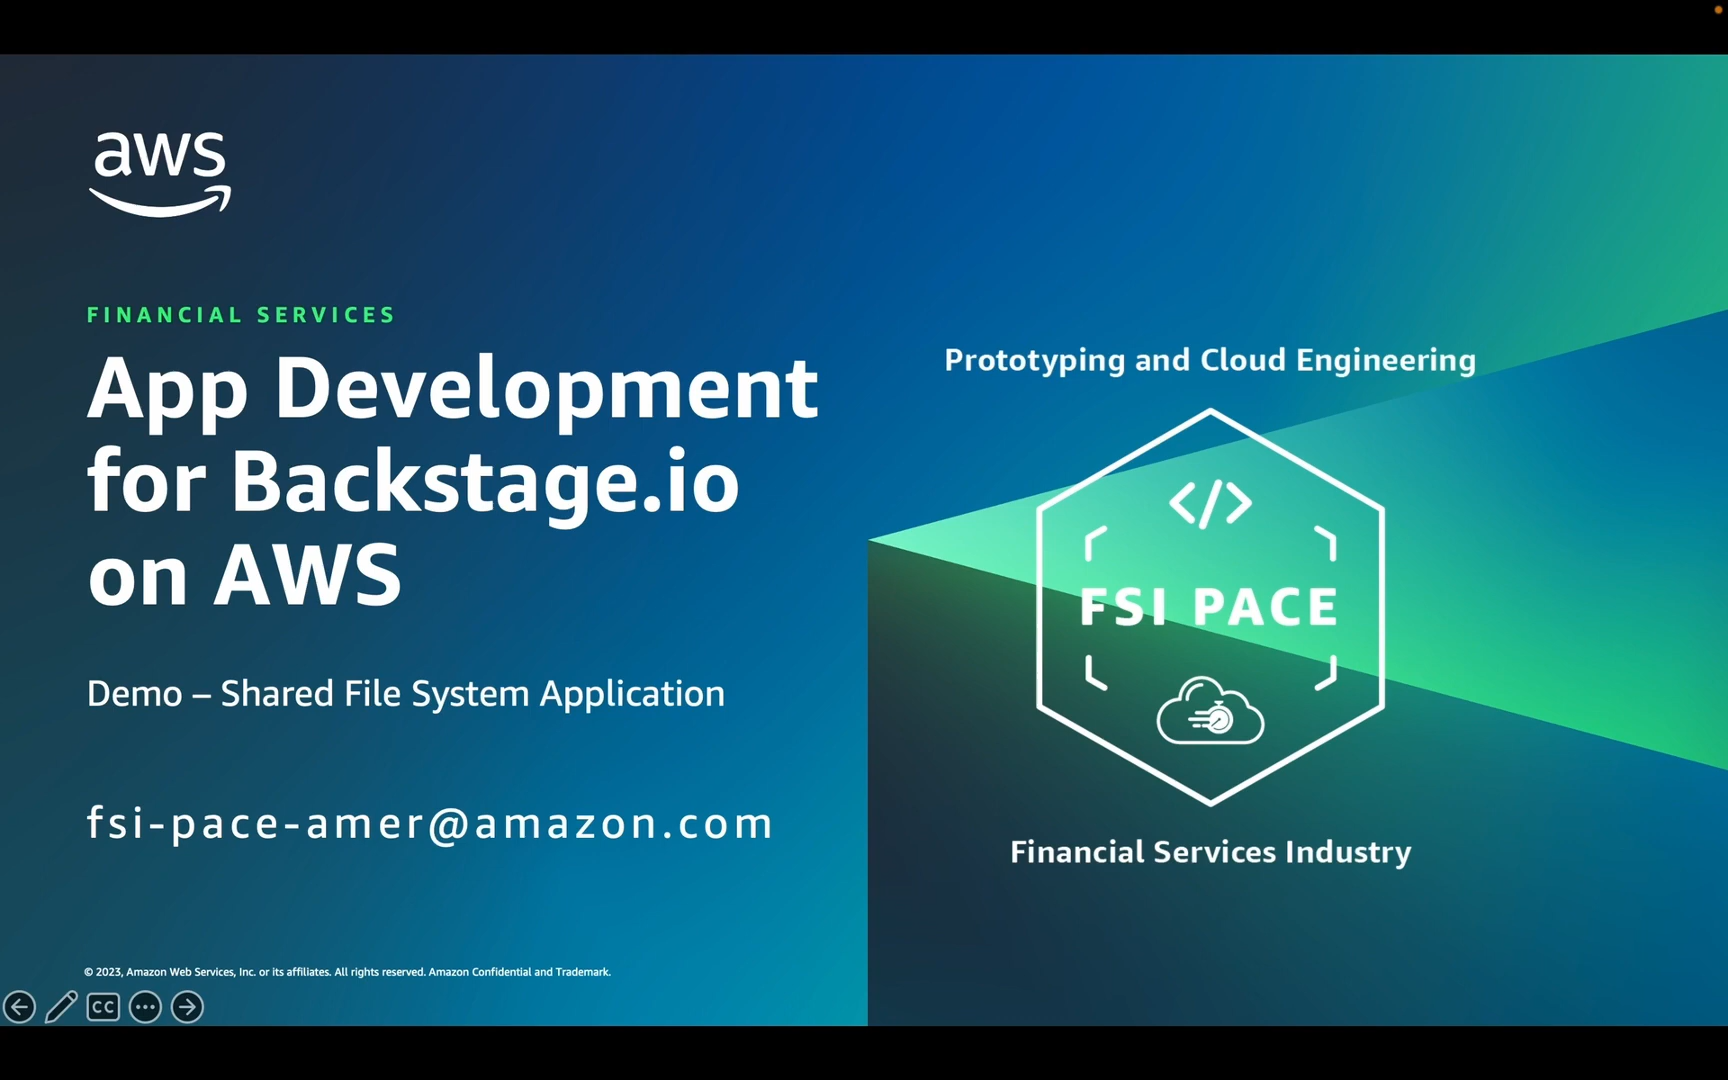 aws
FINANCIAL SERVICES
App Development
for Backstage.io
on AWS
Demo – Shared File System Application
fsi-pace-amer@amazon.com
© 2023, Amazon Web Services, Inc. or its affiliates. All rights reserved. Amazon Confidential and Trademark.
CC
Prototyping and Cloud Engineering
</>
FSI PACE
Financial Services Industry